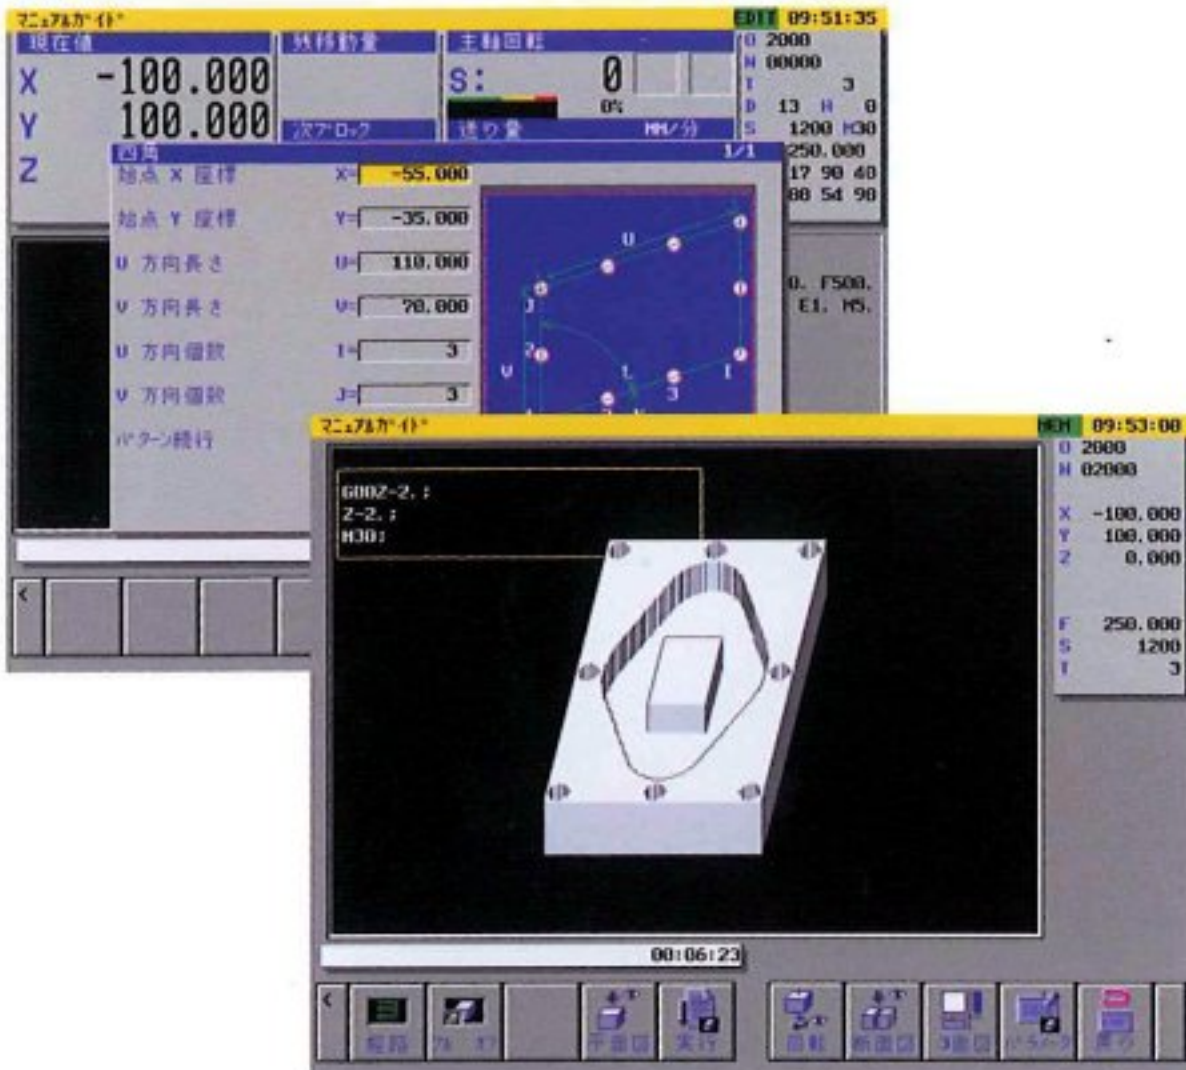 マニュアルガイド
EDIT 09:51:35
現在値
残移動量
主軸回転
X -100.000
Y 100.000
Z
S: 0
0%
次ブロック
送り量 MM/分
O 2000
N 00000
T 3
D 13 H 0
S 1200 M30
250.000
17 90 40
54 90
四角 1/1
始点 X 座標 X= -55.000
始点 Y 座標 Y= -35.000
U 方向長さ U= 110.000
V 方向長さ V= 70.000
U 方向個数 I= 3
V 方向個数 J= 3
パターン続行
U
J
2
V
L
3
I
0. F500.
E1. M5.
<
マニュアルガイド
MEM 09:53:00
G00Z-2.;
Z-2.;
M30;
O 2000
N 02000
X -100.000
Y 100.000
Z 0.000
F 250.000
S 1200
T 3
00:06:23
<
経路
平面図
実行
回転
断面図
3面図
パラメータ
戻り